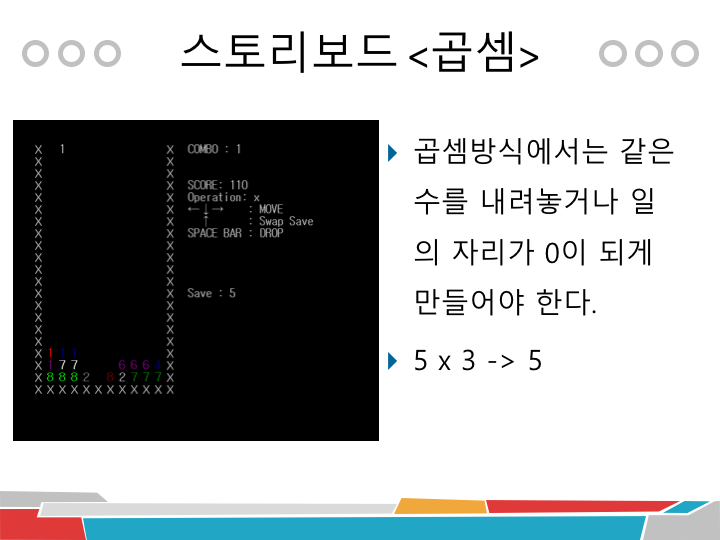 스토리보드 <곱셈>
X 1 X COMBO : 1
X X
X X
X X SCORE: 110
X X Operation: x
X X ←↓→ : MOVE
X X ↑ : Swap Save
X X SPACE BAR : DROP
X X
X X
X X
X X
X X Save : 5
X X
X X
X X
X X
X 1 1 1 X
X 1 7 7 6 6 6 1 X
X 8 8 8 2 8 2 7 7 7 X
X X X X X X X X X X X X
곱셈방식에서는 같은
수를 내려놓거나 일
의 자리가 0이 되게
만들어야 한다.
5 x 3 -> 5